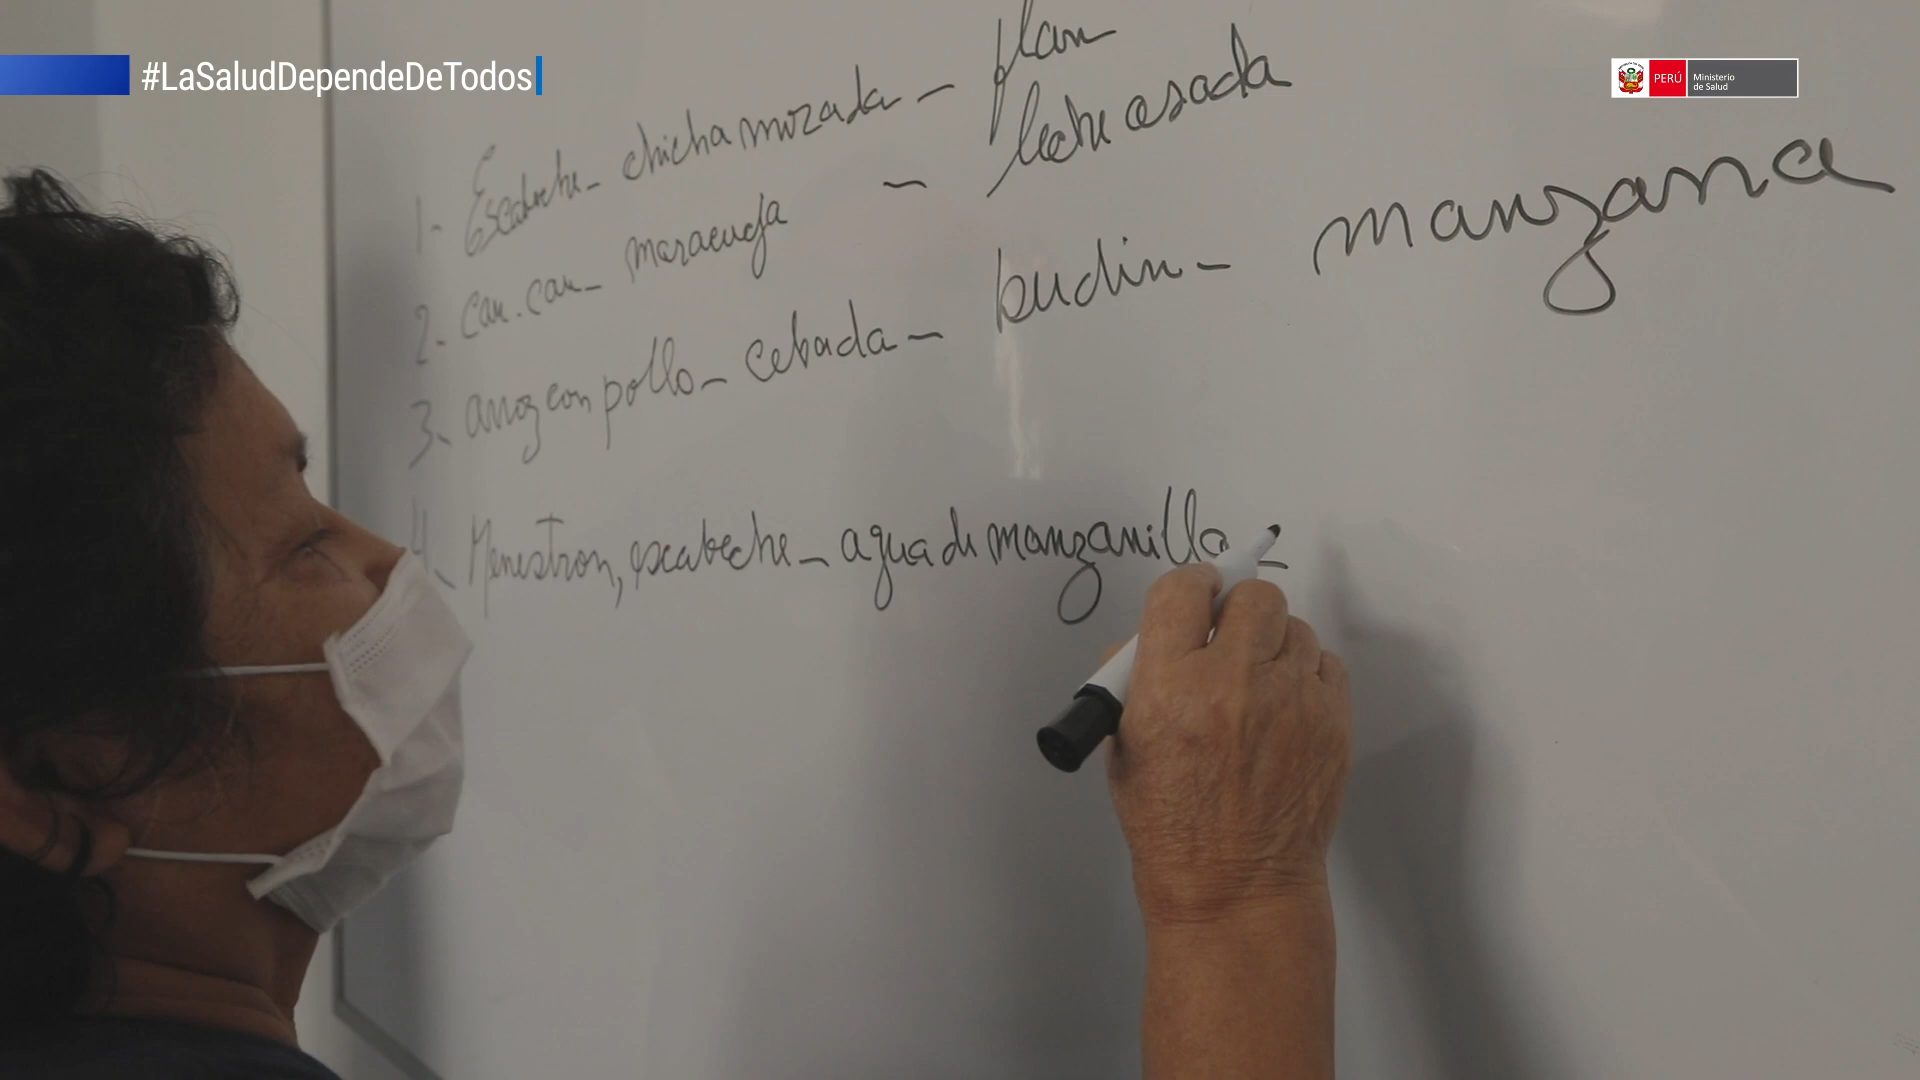 #LaSaludDependeDeTodos
PERÚ Ministerio de Salud
1- Escabeche - chicha morada - flan
2- Cau. Cau - maracuya - leche asada
3- arroz con pollo - cebada - budin - manzana
4- Menestron, escabeche - agua de manzanilla -